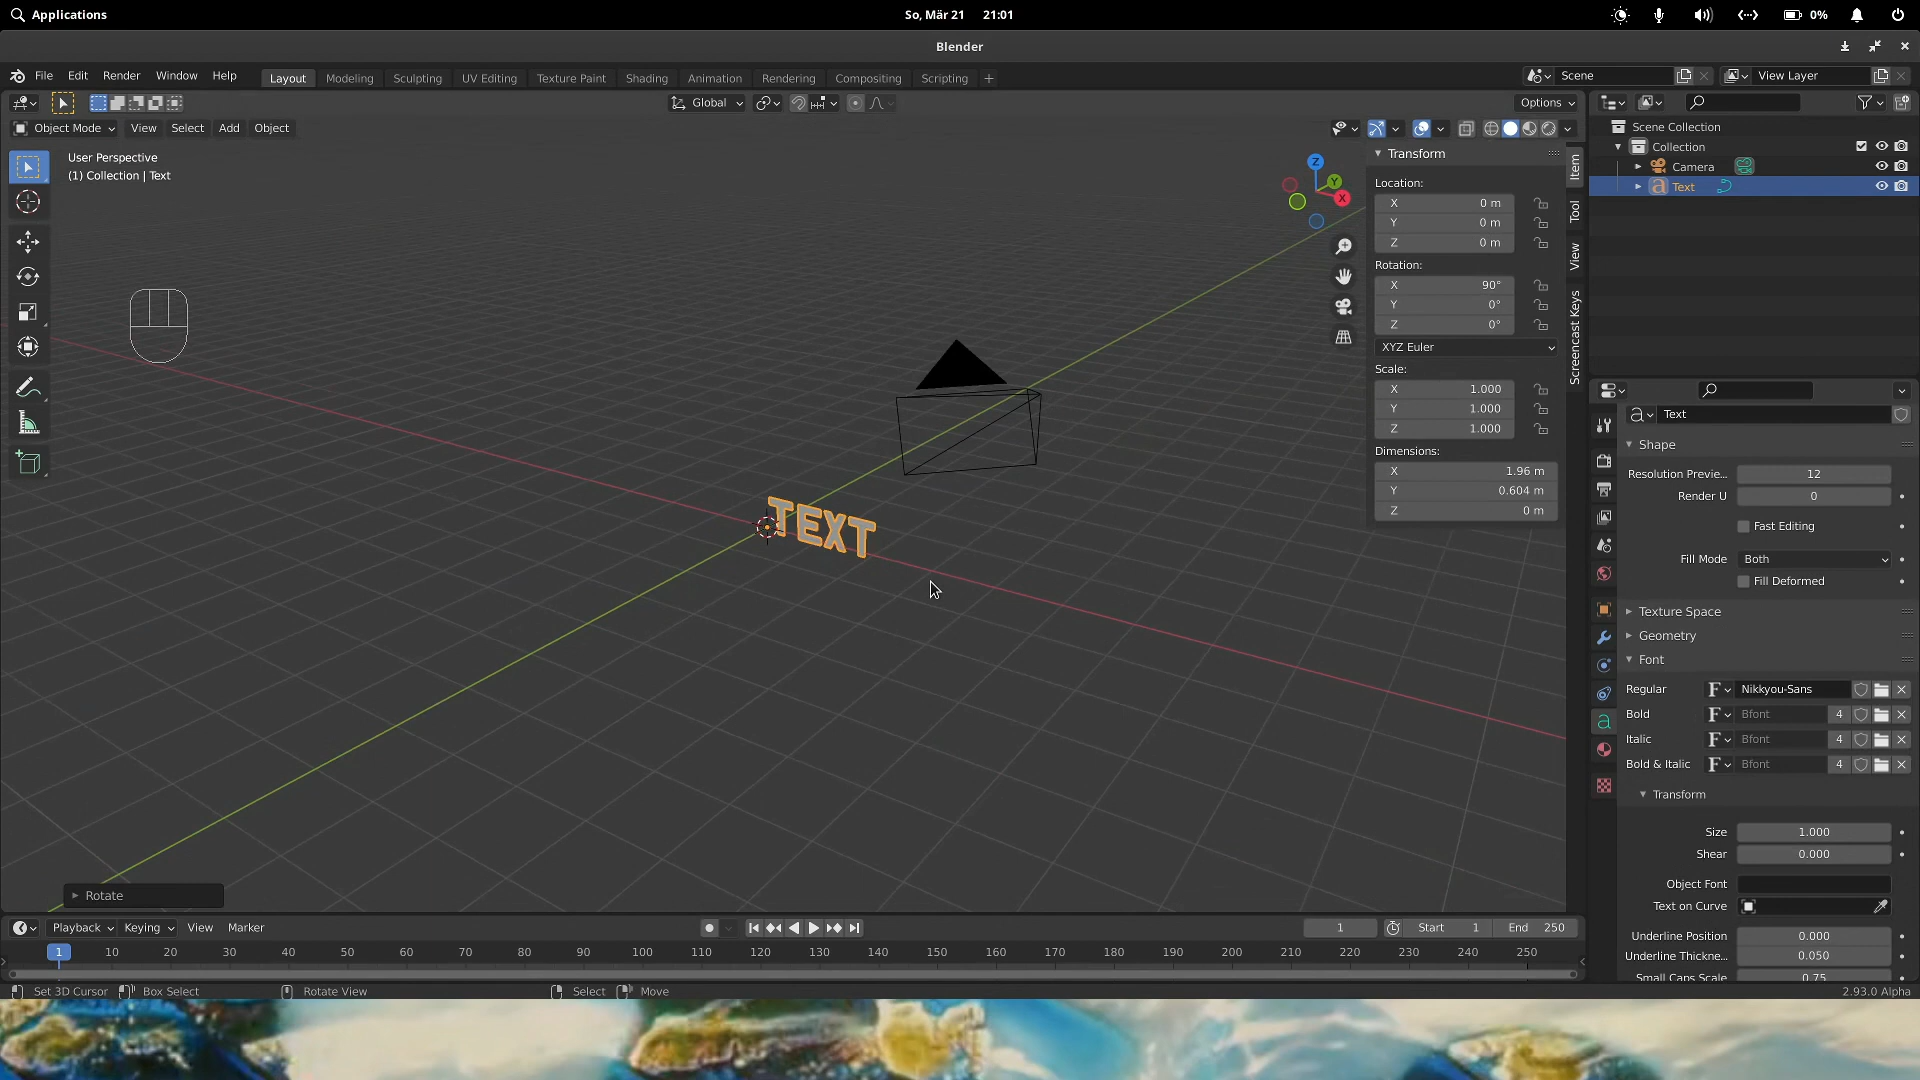 Applications So, Mär 21 21:01 0%
Blender
File Edit Render Window Help Layout Modeling Sculpting UV Editing Texture Paint Shading Animation Rendering Compositing Scripting + Scene View Layer
Global Options
Object Mode View Select Add Object
User Perspective
(1) Collection | Text
Z
Y
X
TEXT
Rotate
Transform
Location:
X 0 m
Y 0 m
Z 0 m
Rotation:
X 90°
Y 0°
Z 0°
XYZ Euler
Scale:
X 1.000
Y 1.000
Z 1.000
Dimensions:
X 1.96 m
Y 0.604 m
Z 0 m
Item
Tool
View
Screencast Keys
Scene Collection
Collection
Camera
Text
Text
Shape
Resolution Previe... 12
Render U 0
Fast Editing
Fill Mode Both
Fill Deformed
Texture Space
Geometry
Font
Regular F Nikkyou-Sans
Bold F Bfont 4
Italic F Bfont 4
Bold & Italic F Bfont 4
Transform
Size 1.000
Shear 0.000
Object Font
Text on Curve
Underline Position 0.000
Underline Thickne... 0.050
Small Caps Scale 0.75
Playback Keying View Marker 1 Start 1 End 250
1 10 20 30 40 50 60 70 80 90 100 110 120 130 140 150 160 170 180 190 200 210 220 230 240 250
Set 3D Cursor Box Select Rotate View Select Move 2.93.0 Alpha